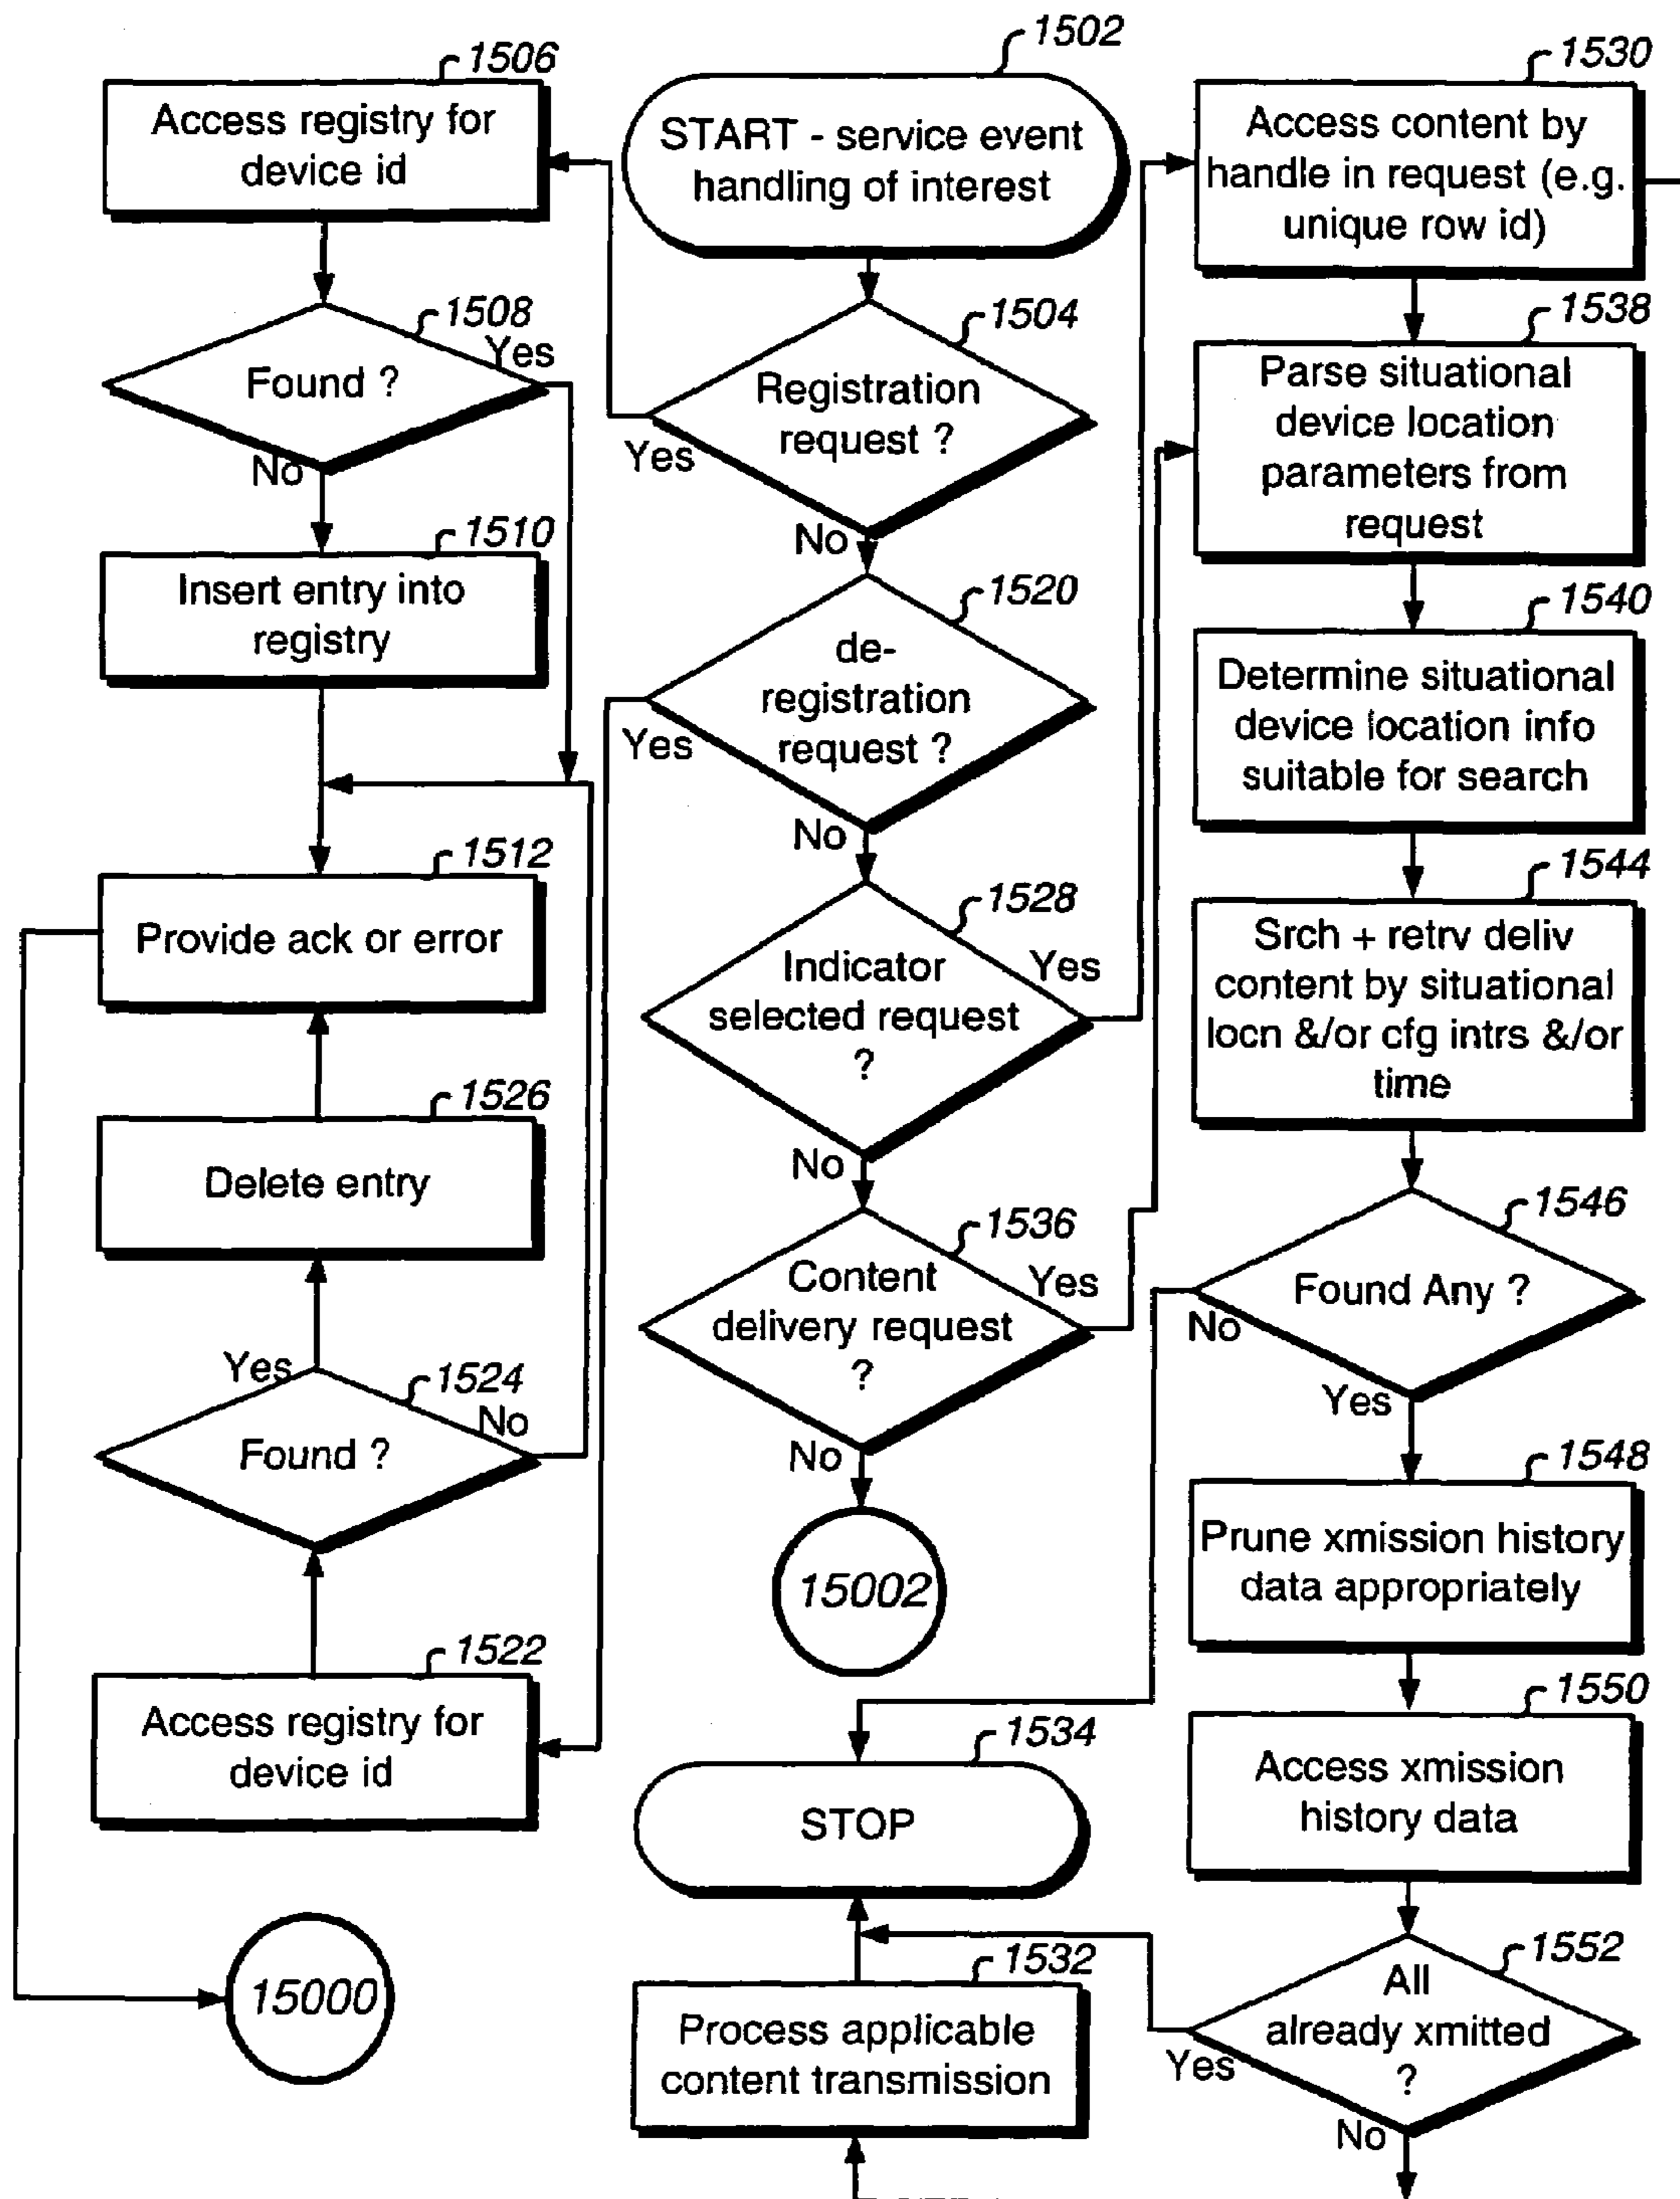 1506
Access registry for
device id
1508
Found ?
Yes
No
1510
Insert entry into
registry
1512
Provide ack or error
1526
Delete entry
Yes
1524
Found ?
No
1522
Access registry for
device id
15000
1502
START - service event
handling of interest
1504
Registration
request ?
Yes
No
1520
de-
registration
request ?
Yes
No
1528
Indicator
selected request
?
Yes
No
1536
Content
delivery request
?
Yes
No
15002
1534
STOP
1532
Process applicable
content transmission
1530
Access content by
handle in request (e.g.
unique row id)
1538
Parse situational
device location
parameters from
request
1540
Determine situational
device location info
suitable for search
1544
Srch + retrv deliv
content by situational
locn &/or cfg intrs &/or
time
1546
Found Any ?
No
Yes
1548
Prune xmission history
data appropriately
1550
Access xmission
history data
1552
All
already xmitted
?
Yes
No